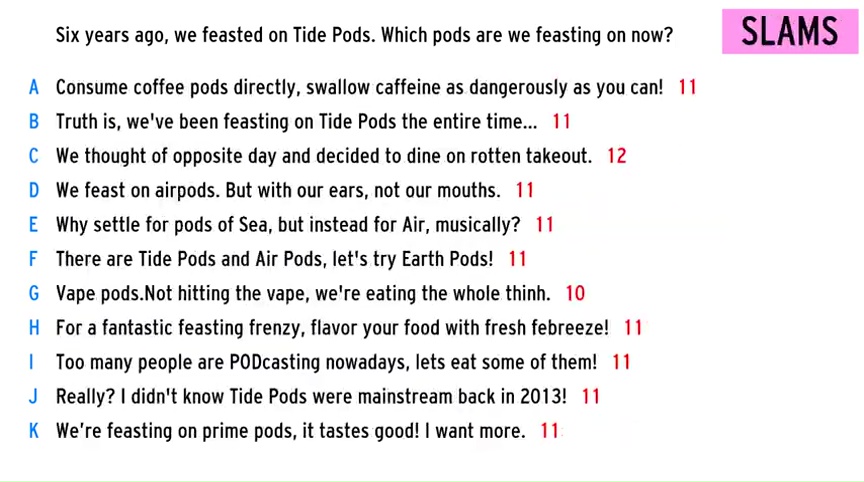 Six years ago, we feasted on Tide Pods. Which pods are we feasting on now?
SLAMS
A Consume coffee pods directly, swallow caffeine as dangerously as you can! 11
B Truth is, we've been feasting on Tide Pods the entire time... 11
C We thought of opposite day and decided to dine on rotten takeout. 12
D We feast on airpods. But with our ears, not our mouths. 11
E Why settle for pods of Sea, but instead for Air, musically? 11
F There are Tide Pods and Air Pods, let's try Earth Pods! 11
G Vape pods.Not hitting the vape, we're eating the whole thinh. 10
H For a fantastic feasting frenzy, flavor your food with fresh febreeze! 11
I Too many people are PODcasting nowadays, lets eat some of them! 11
J Really? I didn't know Tide Pods were mainstream back in 2013! 11
K We’re feasting on prime pods, it tastes good! I want more. 11